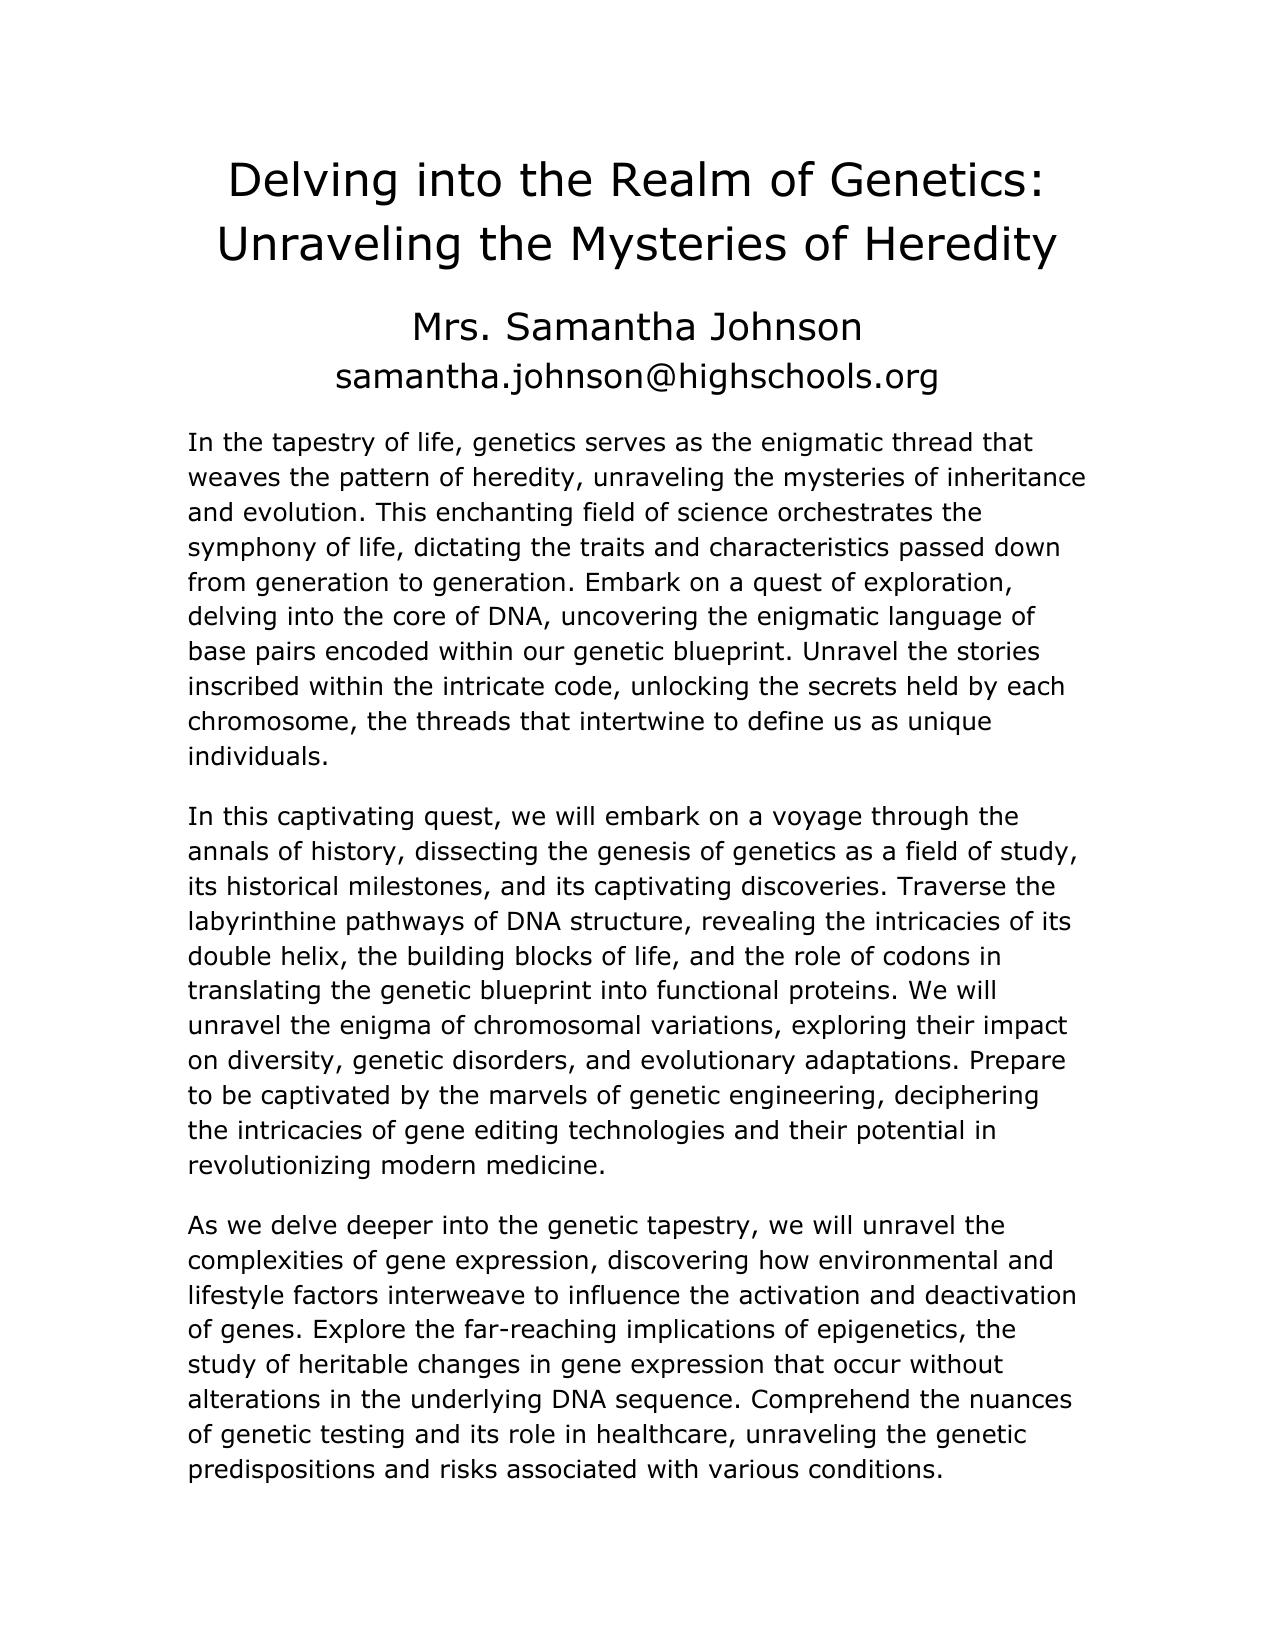 Delving into the Realm of Genetics:
Unraveling the Mysteries of Heredity
Mrs. Samantha Johnson
samantha.johnson@highschools.org
In the tapestry of life, genetics serves as the enigmatic thread that
weaves the pattern of heredity, unraveling the mysteries of inheritance
and evolution. This enchanting field of science orchestrates the
symphony of life, dictating the traits and characteristics passed down
from generation to generation. Embark on a quest of exploration,
delving into the core of DNA, uncovering the enigmatic language of
base pairs encoded within our genetic blueprint. Unravel the stories
inscribed within the intricate code, unlocking the secrets held by each
chromosome, the threads that intertwine to define us as unique
individuals.
In this captivating quest, we will embark on a voyage through the
annals of history, dissecting the genesis of genetics as a field of study,
its historical milestones, and its captivating discoveries. Traverse the
labyrinthine pathways of DNA structure, revealing the intricacies of its
double helix, the building blocks of life, and the role of codons in
translating the genetic blueprint into functional proteins. We will
unravel the enigma of chromosomal variations, exploring their impact
on diversity, genetic disorders, and evolutionary adaptations. Prepare
to be captivated by the marvels of genetic engineering, deciphering
the intricacies of gene editing technologies and their potential in
revolutionizing modern medicine.
As we delve deeper into the genetic tapestry, we will unravel the
complexities of gene expression, discovering how environmental and
lifestyle factors interweave to influence the activation and deactivation
of genes. Explore the far-reaching implications of epigenetics, the
study of heritable changes in gene expression that occur without
alterations in the underlying DNA sequence. Comprehend the nuances
of genetic testing and its role in healthcare, unraveling the genetic
predispositions and risks associated with various conditions.